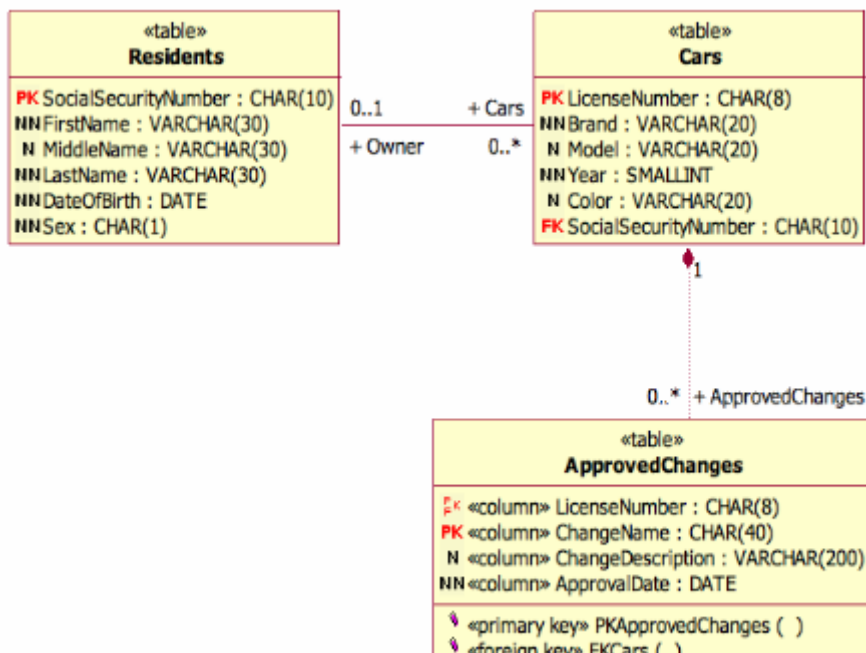 «table»
Residents
PK SocialSecurityNumber : CHAR(10)
NN FirstName : VARCHAR(30)
N MiddleName : VARCHAR(30)
NN LastName : VARCHAR(30)
NN DateOfBirth : DATE
NN Sex : CHAR(1)
0..1 + Cars
+ Owner 0..*
«table»
Cars
PK LicenseNumber : CHAR(8)
NN Brand : VARCHAR(20)
N Model : VARCHAR(20)
NN Year : SMALLINT
N Color : VARCHAR(20)
FK SocialSecurityNumber : CHAR(10)
1
0..* + ApprovedChanges
«table»
ApprovedChanges
«column» LicenseNumber : CHAR(8)
PK «column» ChangeName : CHAR(40)
N «column» ChangeDescription : VARCHAR(200)
NN «column» ApprovalDate : DATE
«primary key» PKApprovedChanges ( )
«foreign key» FKCars ( )